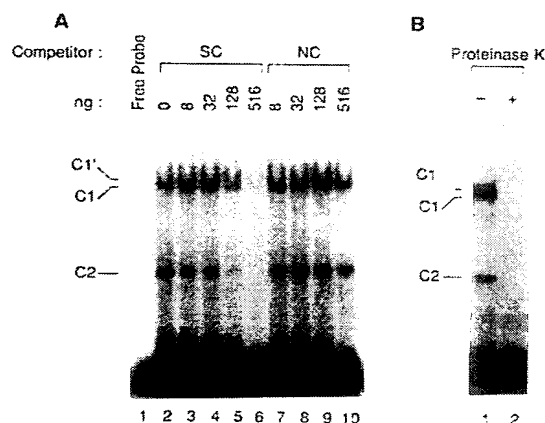 A
B
Competitor :
Free Probe
SC
NC
Proteinase K
ng :
0 8 32 128 516 8 32 128 516
− +
C1'
C1
C2
C1
C1
C2
1 2 3 4 5 6 7 8 9 10
1 2